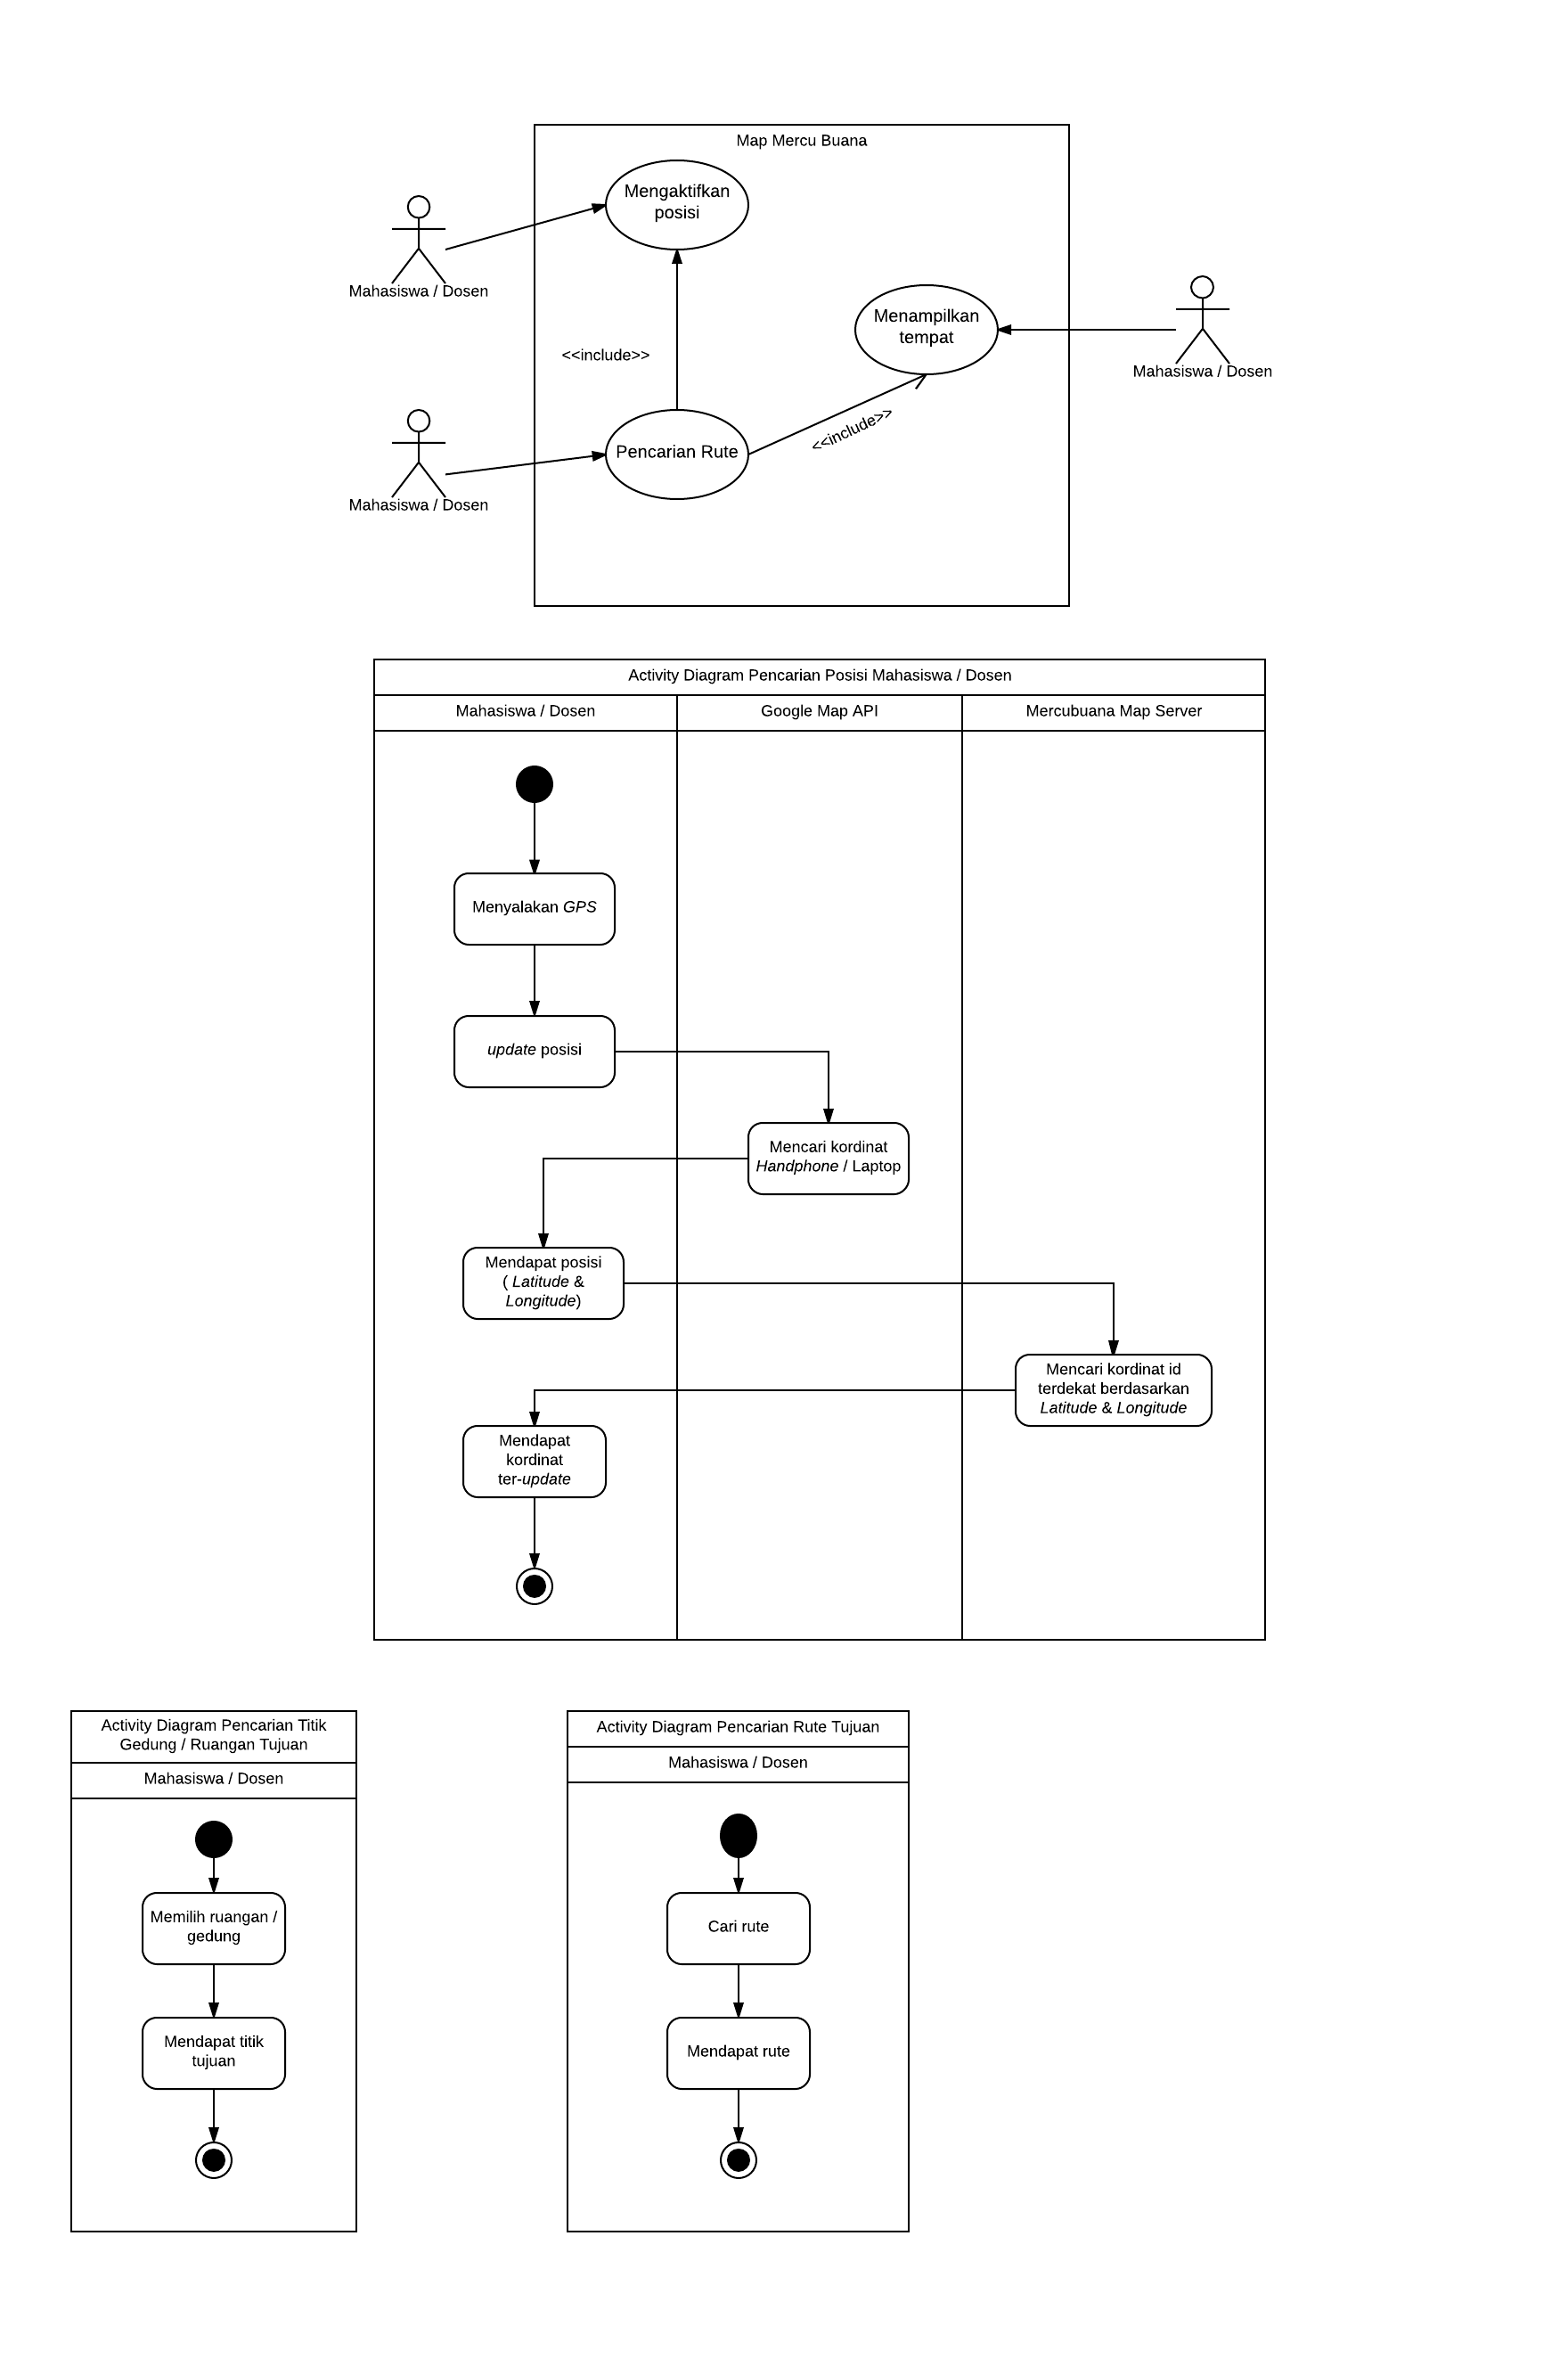 Map Mercu Buana
Mengaktifkan
posisi
Mahasiswa / Dosen
Menampilkan
tempat
Mahasiswa / Dosen
<<include>>
<<include>>
Pencarian Rute
Mahasiswa / Dosen
Activity Diagram Pencarian Posisi Mahasiswa / Dosen
Mahasiswa / Dosen
Google Map API
Mercubuana Map Server
Menyalakan GPS
update posisi
Mencari kordinat
Handphone / Laptop
Mendapat posisi
( Latitude &
Longitude)
Mencari kordinat id
terdekat berdasarkan
Latitude & Longitude
Mendapat
kordinat
ter-update
Activity Diagram Pencarian Titik
Gedung / Ruangan Tujuan
Mahasiswa / Dosen
Memilih ruangan /
gedung
Mendapat titik
tujuan
Activity Diagram Pencarian Rute Tujuan
Mahasiswa / Dosen
Cari rute
Mendapat rute